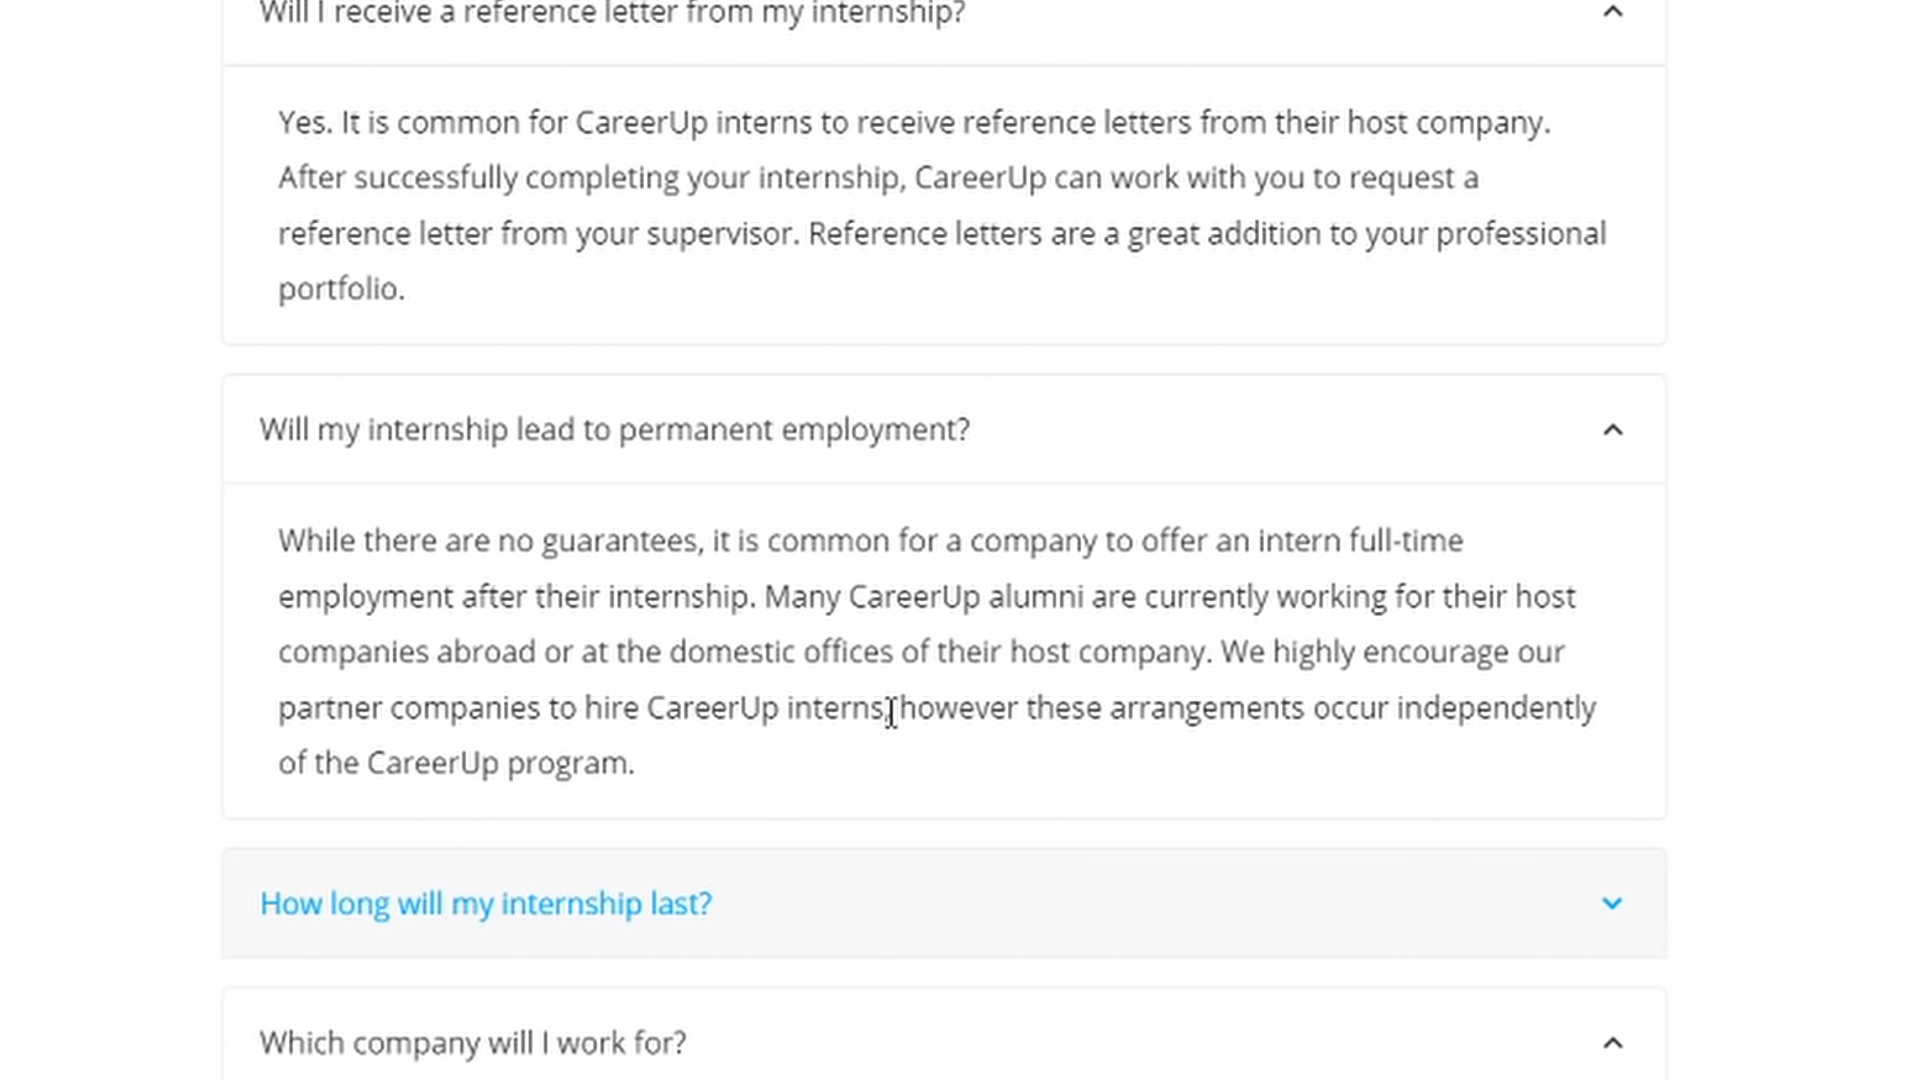 Will I receive a reference letter from my internship?
Yes. It is common for CareerUp interns to receive reference letters from their host company.
After successfully completing your internship, CareerUp can work with you to request a
reference letter from your supervisor. Reference letters are a great addition to your professional
portfolio.
Will my internship lead to permanent employment?
While there are no guarantees, it is common for a company to offer an intern full-time
employment after their internship. Many CareerUp alumni are currently working for their host
companies abroad or at the domestic offices of their host company. We highly encourage our
partner companies to hire CareerUp interns, however these arrangements occur independently
of the CareerUp program.
How long will my internship last?
Which company will I work for?